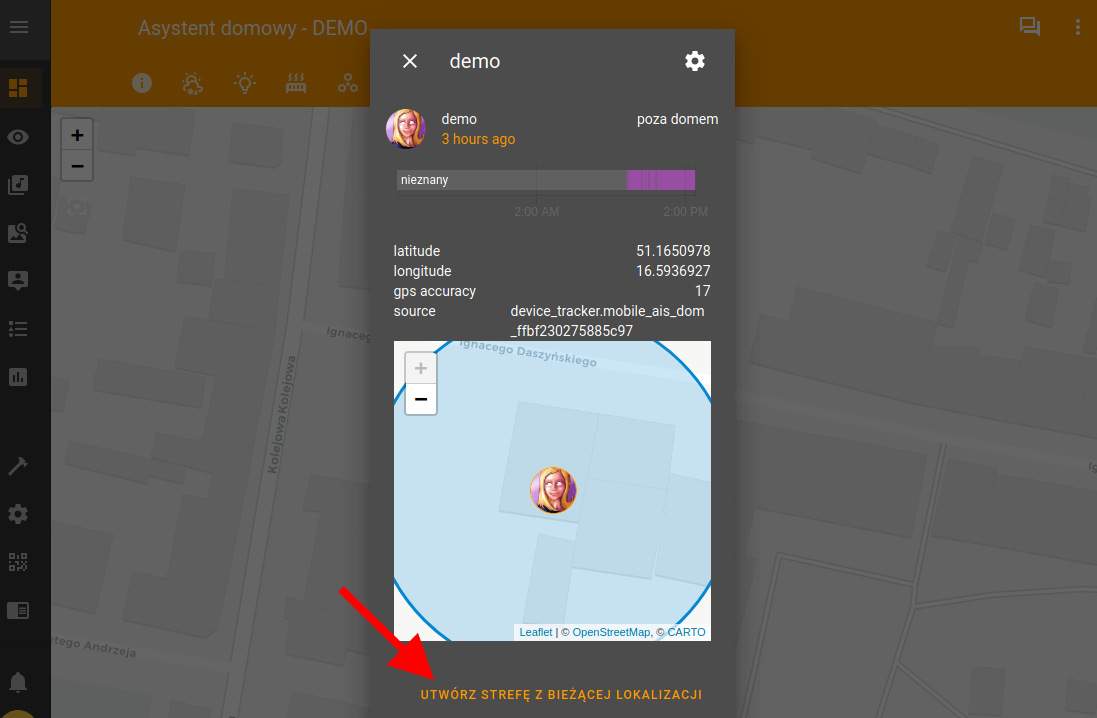 Asystent domowy - DEMO
demo
demo
poza domem
3 hours ago
nieznany
2:00 AM
2:00 PM
latitude 51.1650978
longitude 16.5936927
gps accuracy 17
source device_tracker.mobile_ais_dom
_ffbf230275885c97
Ignacego Daszyńskiego
+
−
Leaflet | © OpenStreetMap, © CARTO
UTWÓRZ STREFĘ Z BIEŻĄCEJ LOKALIZACJI
+
−
Ignaceg
Kolejowa
Kolejowa
tego Andrzeja